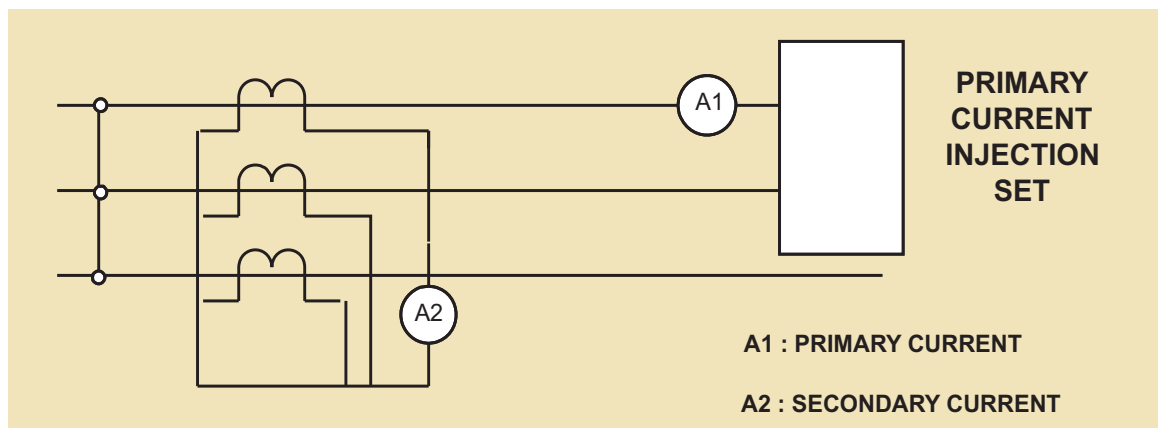 A1
PRIMARY
CURRENT
INJECTION
SET
A2
A1 : PRIMARY CURRENT
A2 : SECONDARY CURRENT